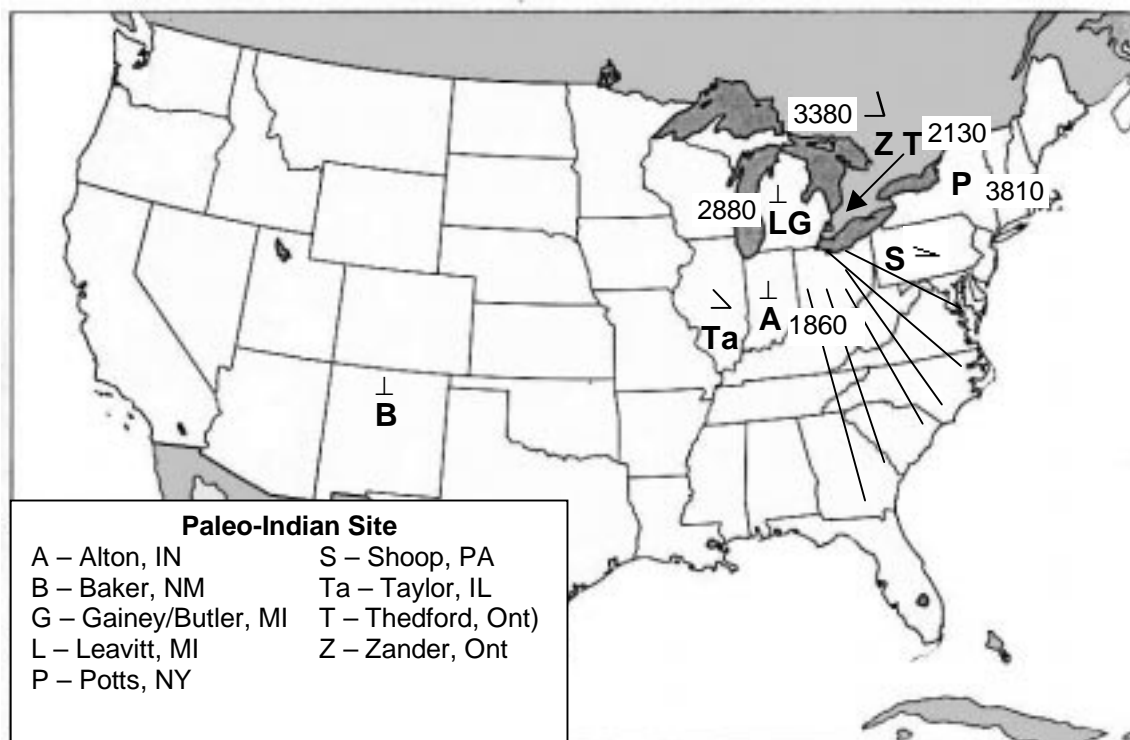 3380
Z T 2130
P 3810
2880
LG
S
Ta
A 1860
B
Paleo-Indian Site
A – Alton, IN
B – Baker, NM
G – Gainey/Butler, MI
L – Leavitt, MI
P – Potts, NY
S – Shoop, PA
Ta – Taylor, IL
T – Thedford, Ont)
Z – Zander, Ont